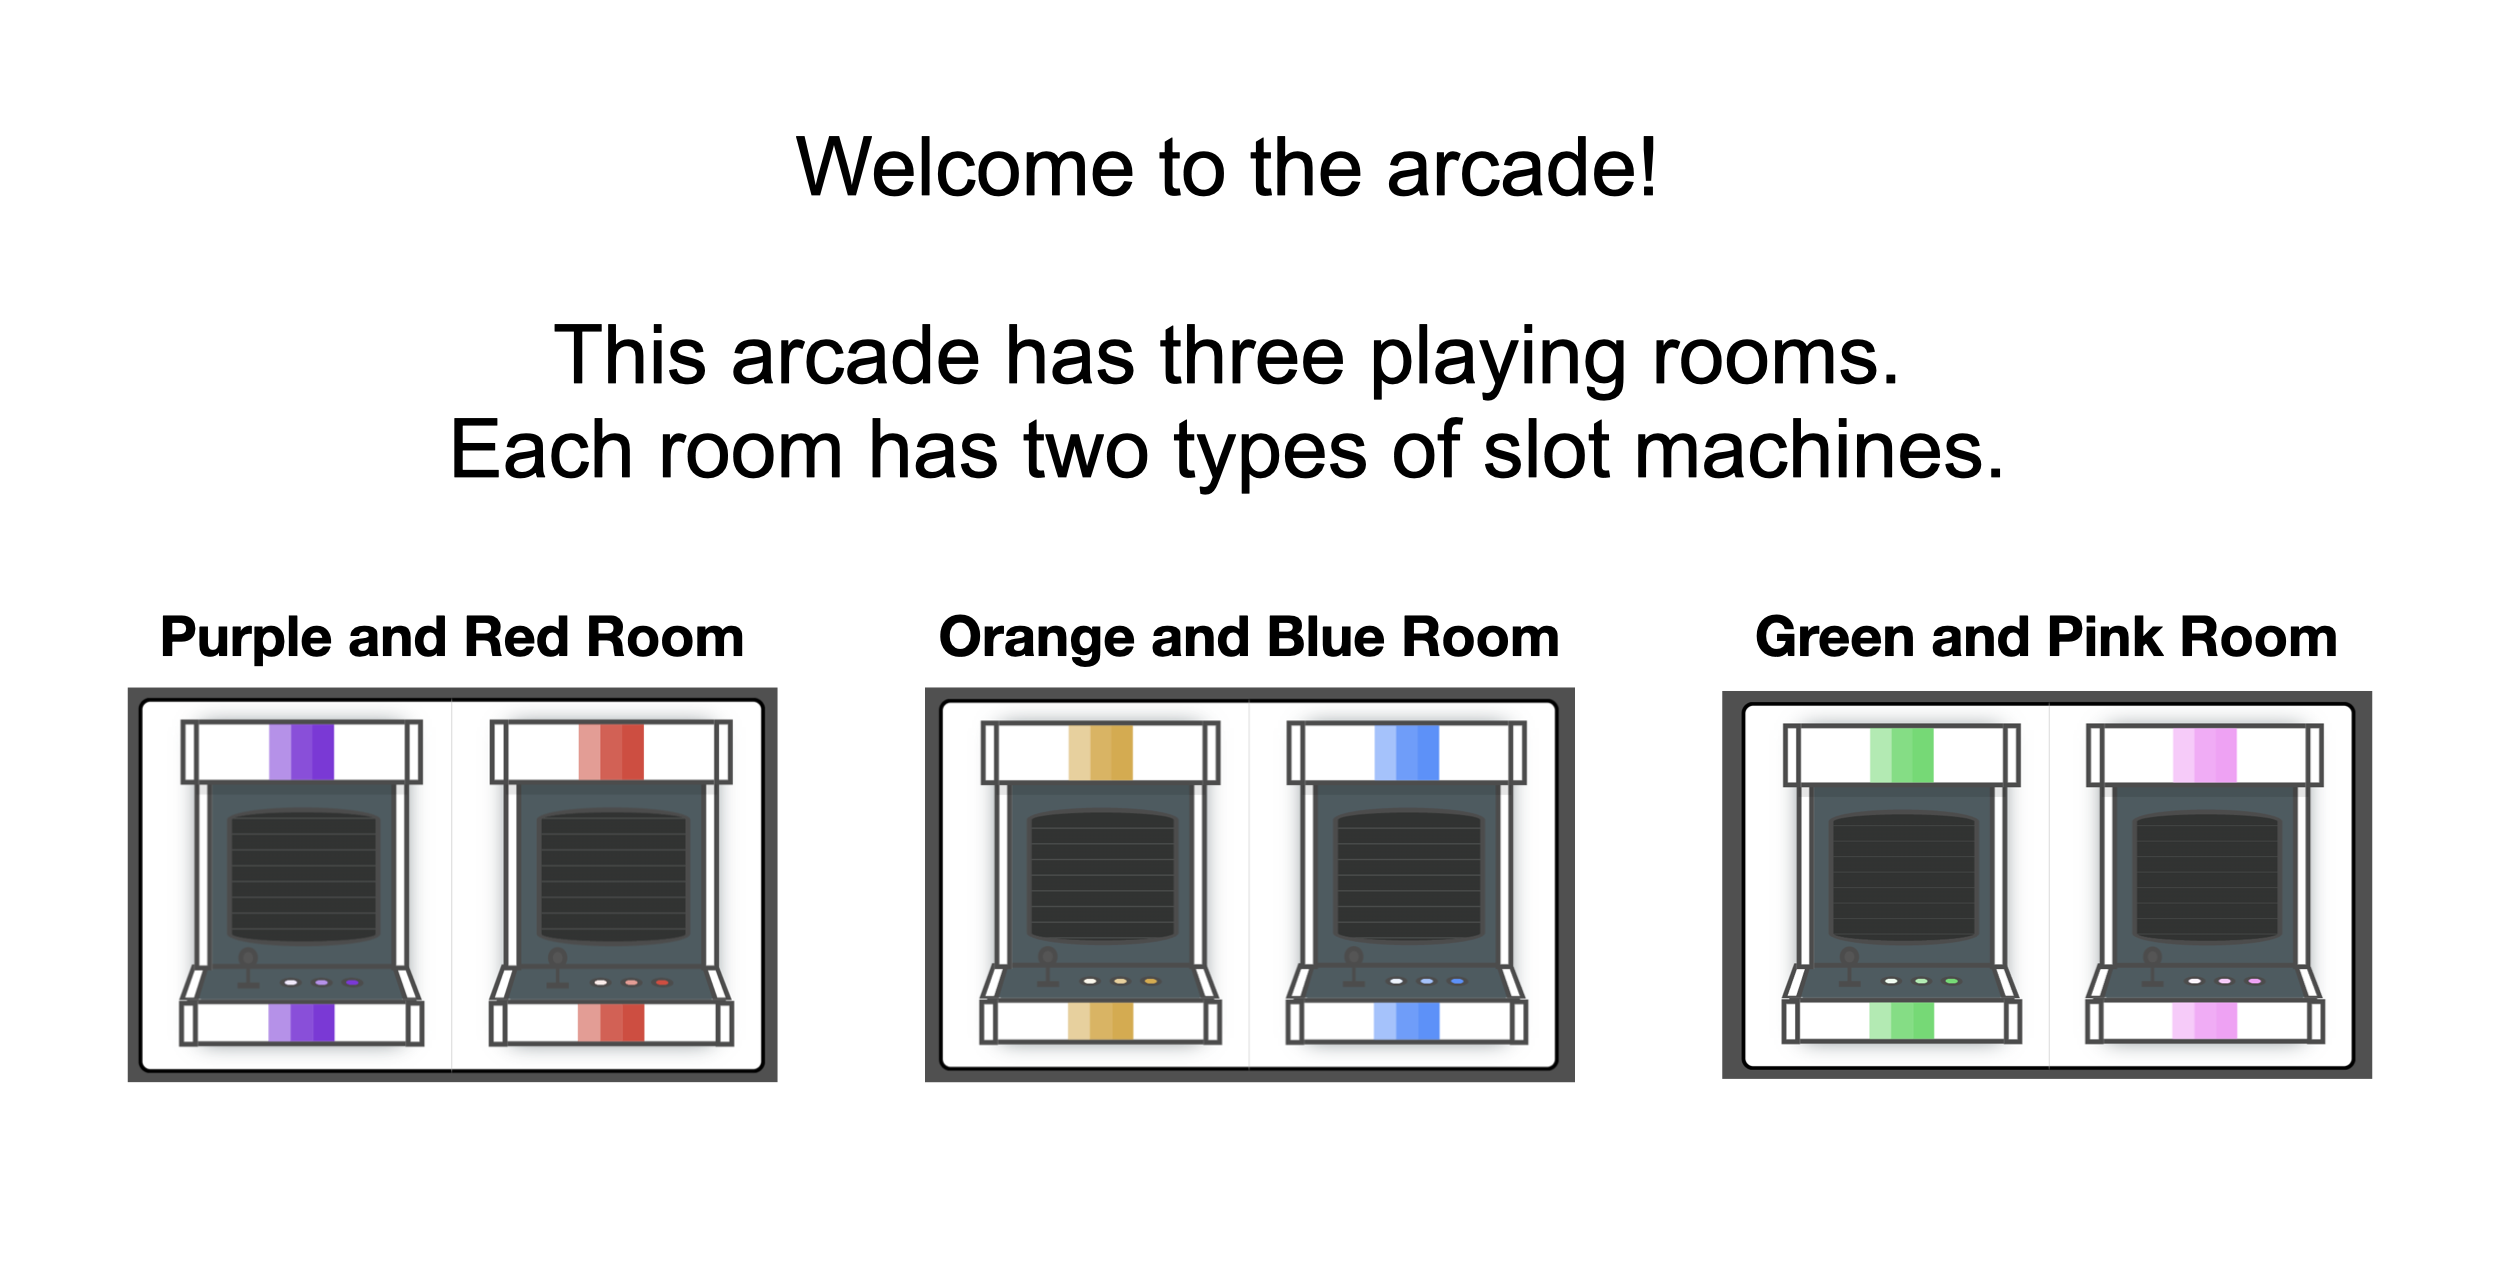 Welcome to the arcade!
This arcade has three playing rooms.
Each room has two types of slot machines.
Purple and Red Room
Orange and Blue Room
Green and Pink Room